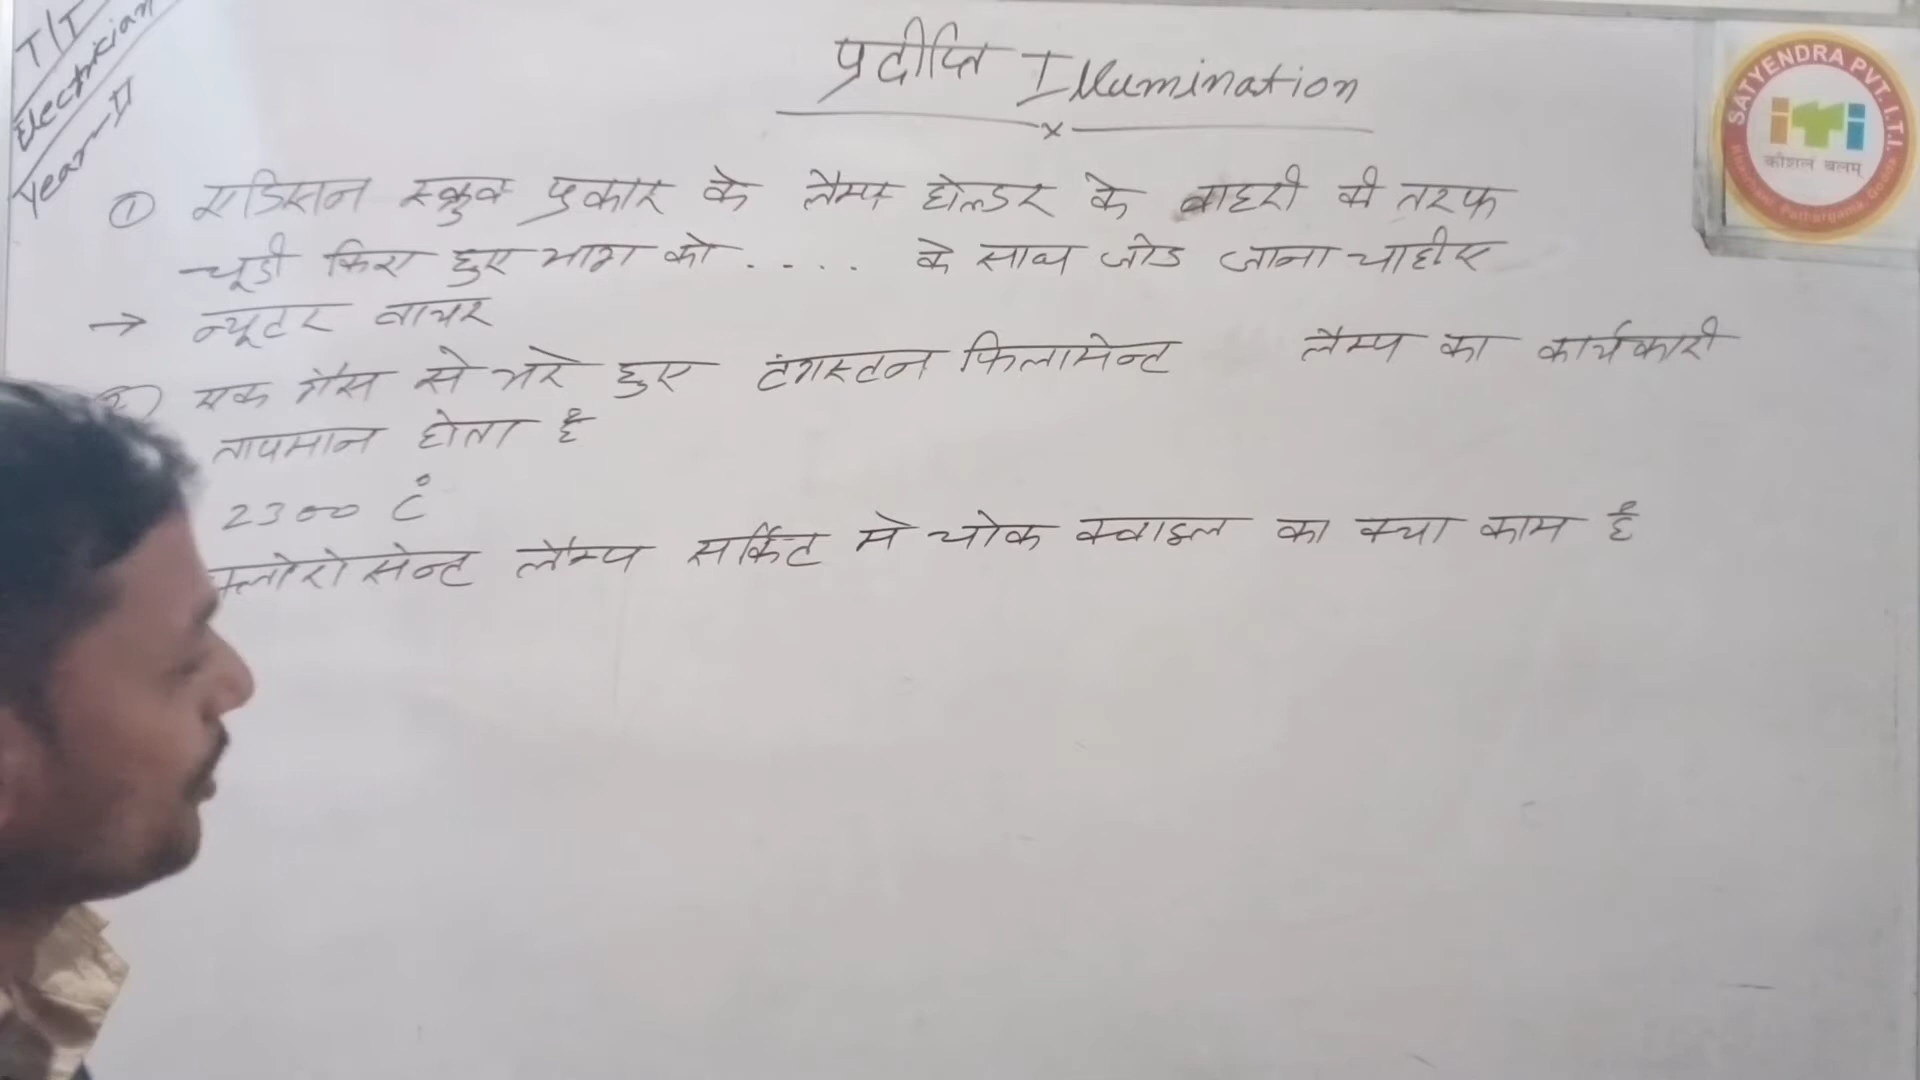 T/T
Electrician
Year-II
प्रदीप्ति Illumination
① एडिसन स्क्रुव प्रकार के लैम्प होल्डर के बाहरी की तरफ
चूडी किए हुए भाग को . . . . के साथ जोड जाना चाहीए
→ न्यूटर वायर
एक गैस से भरे हुए टंगस्टन फिलामेन्ट लैम्प का कार्यकारी
तापमान होता है
2300 C°
फ्लोरोसेन्ट लैम्प सर्किट मे चोक क्वाइल का क्या काम है
SATYENDRA PVT. I.T.I.
iTi
कौशल बलम्